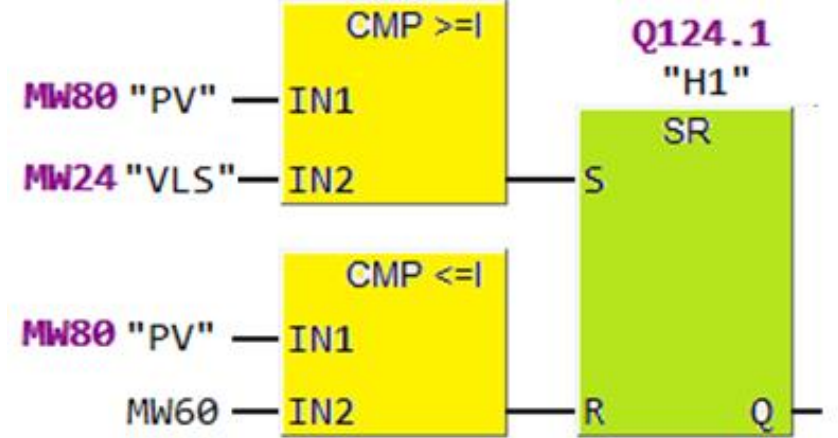 CMP >=I
Q124.1
"H1"
MW80 "PV" IN1
SR
MW24 "VLS" IN2
S
CMP <=I
MW80 "PV" IN1
MW60 IN2
R Q